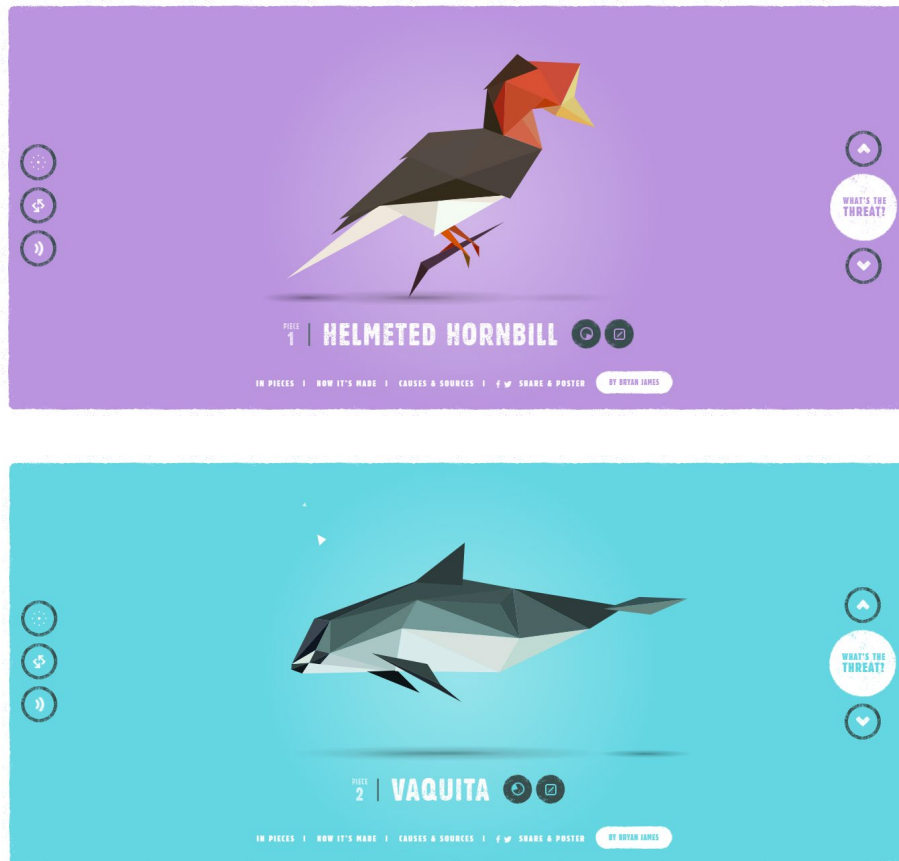 WHAT'S THE
THREAT?
PIECE
1 | HELMETED HORNBILL
IN PIECES | HOW IT'S MADE | CAUSES & SOURCES | SHARE & POSTER BY BRYAN JAMES
WHAT'S THE
THREAT?
PIECE
2 | VAQUITA
IN PIECES | HOW IT'S MADE | CAUSES & SOURCES | SHARE & POSTER BY BRYAN JAMES